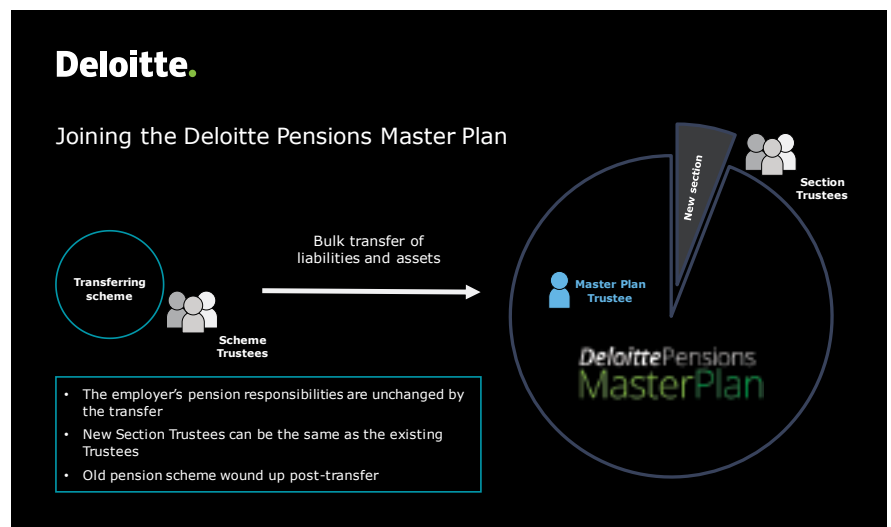 Deloitte.
Joining the Deloitte Pensions Master Plan
Transferring
scheme
Scheme
Trustees
Bulk transfer of
liabilities and assets
New section
Section
Trustees
Master Plan
Trustee
DeloittePensions
MasterPlan
• The employer's pension responsibilities are unchanged by
the transfer
• New Section Trustees can be the same as the existing
Trustees
• Old pension scheme wound up post-transfer